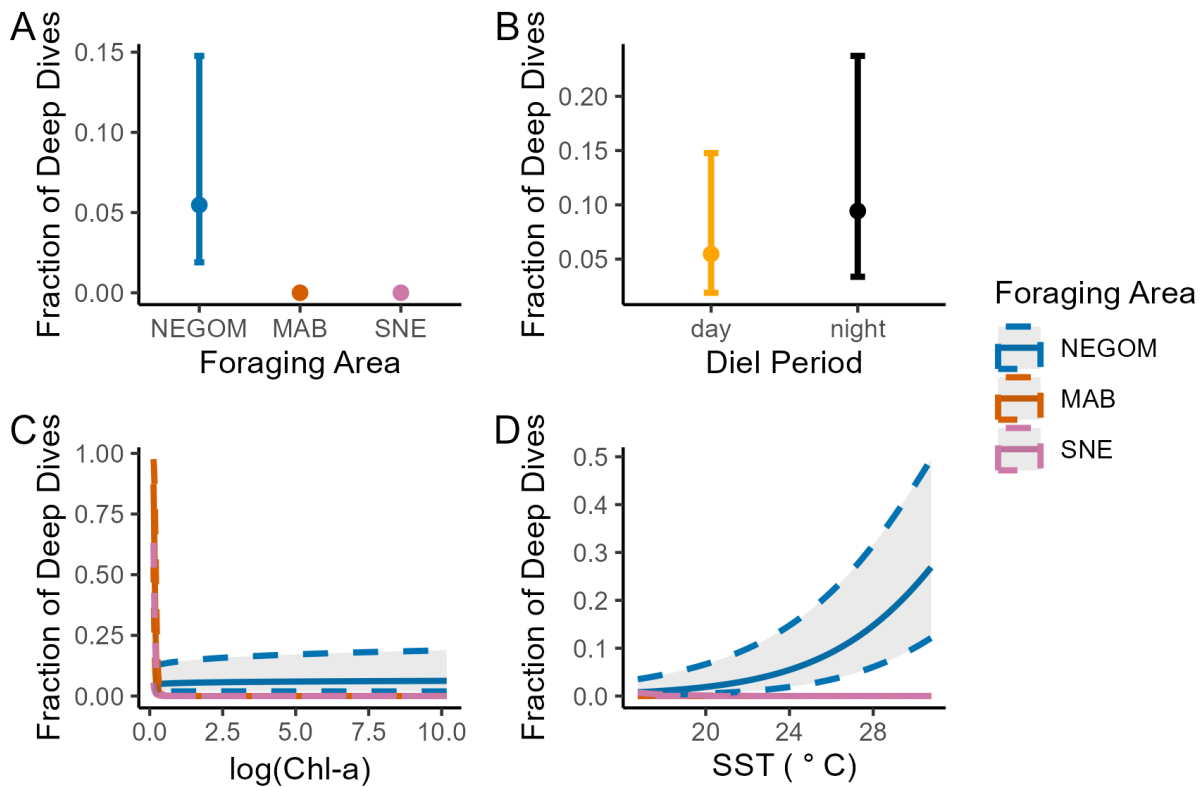 A
Fraction of Deep Dives
0.15
0.10
0.05
0.00
NEGOM MAB SNE
Foraging Area
B
Fraction of Deep Dives
0.20
0.15
0.10
0.05
day night
Diel Period
C
Fraction of Deep Dives
1.00
0.75
0.50
0.25
0.00
0.0 2.5 5.0 7.5 10.0
log(Chl-a)
D
Fraction of Deep Dives
0.5
0.4
0.3
0.2
0.1
0.0
20 24 28
SST ( ° C)
Foraging Area
NEGOM
MAB
SNE